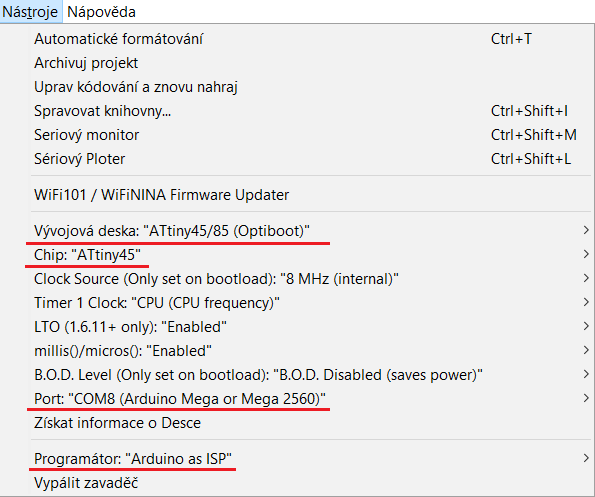 Nástroje Nápověda
Automatické formátování Ctrl+T
Archivuj projekt
Uprav kódování a znovu nahraj
Spravovat knihovny... Ctrl+Shift+I
Seriový monitor Ctrl+Shift+M
Sériový Ploter Ctrl+Shift+L
WiFi101 / WiFiNINA Firmware Updater
Vývojová deska: "ATtiny45/85 (Optiboot)"
Chip: "ATtiny45"
Clock Source (Only set on bootload): "8 MHz (internal)"
Timer 1 Clock: "CPU (CPU frequency)"
LTO (1.6.11+ only): "Enabled"
millis()/micros(): "Enabled"
B.O.D. Level (Only set on bootload): "B.O.D. Disabled (saves power)"
Port: "COM8 (Arduino Mega or Mega 2560)"
Získat informace o Desce
Programátor: "Arduino as ISP"
Vypálit zavaděč